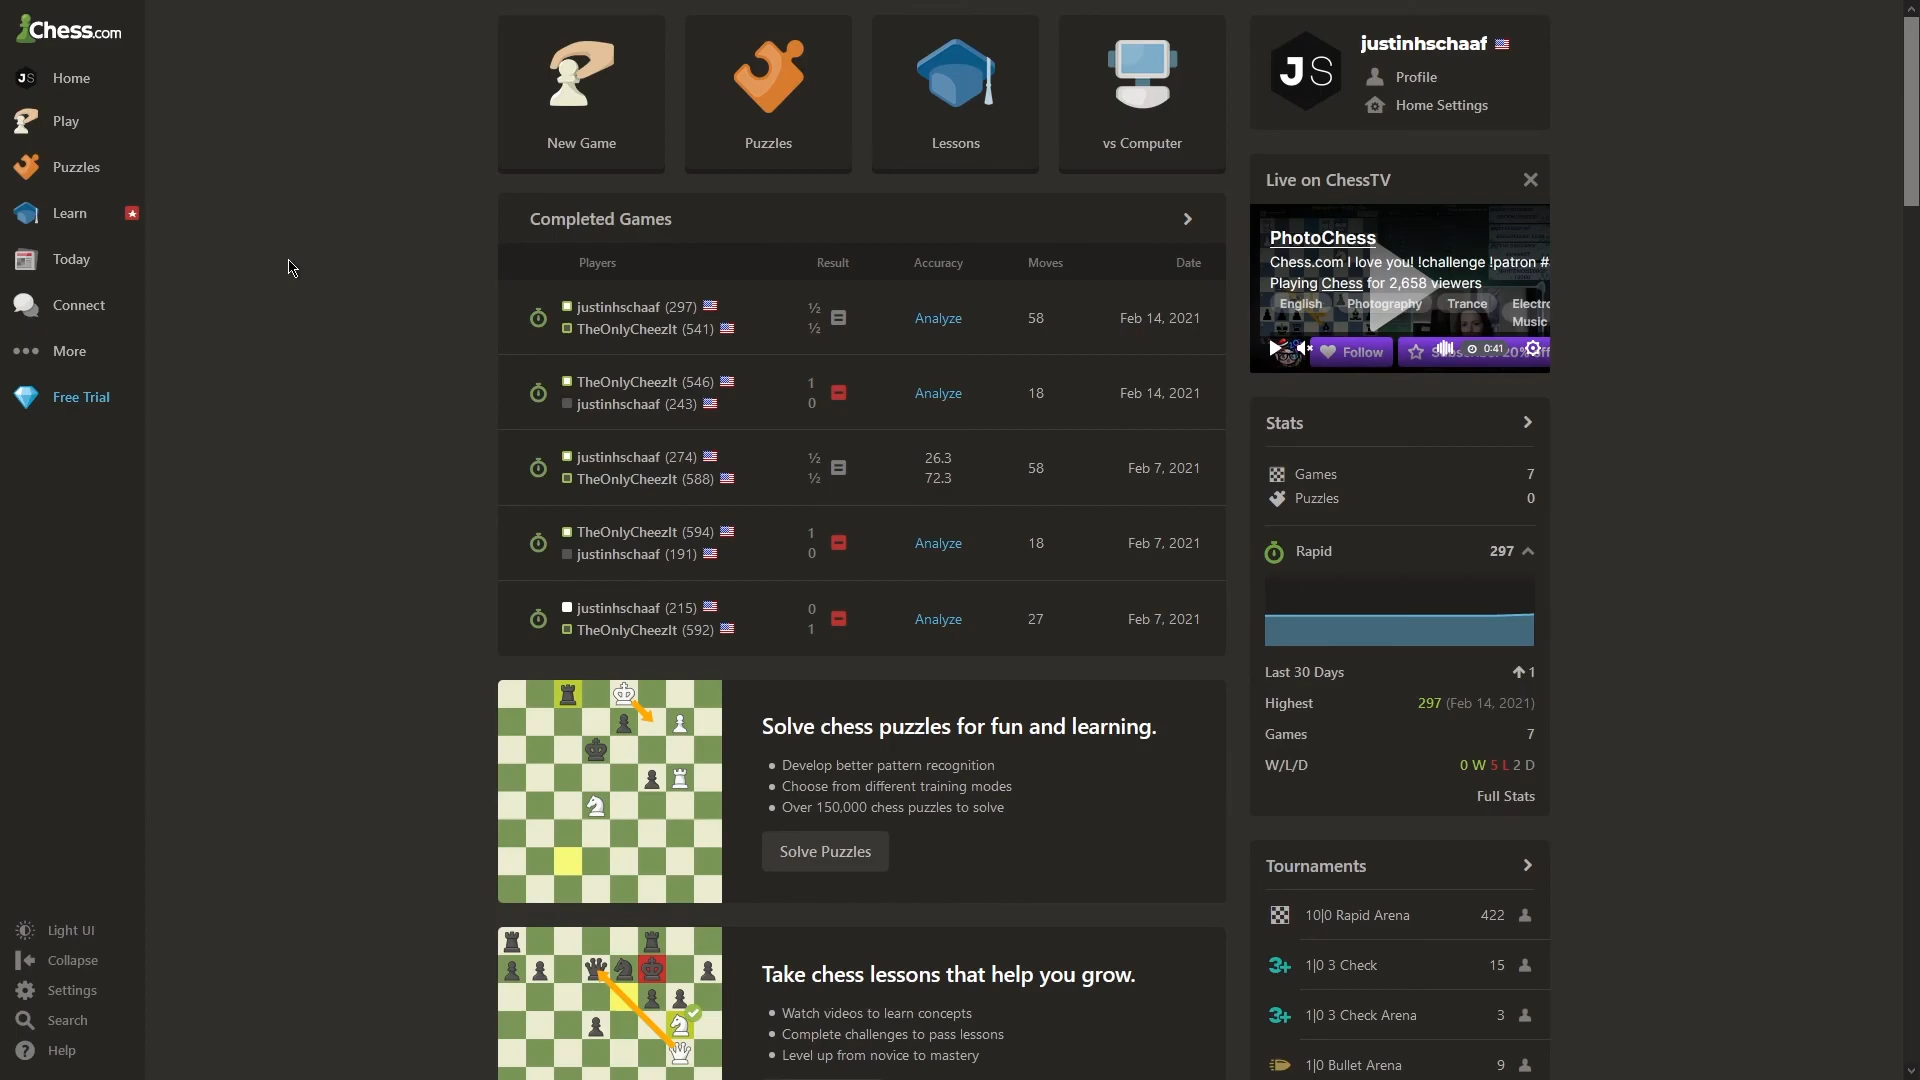 Chess.com
JS Home
Play
Puzzles
Learn
Today
Connect
More
Free Trial
Light UI
Collapse
Settings
Search
Help
New Game
Puzzles
Lessons
vs Computer
Completed Games
Players Result Accuracy Moves Date
justinhschaaf (297) ½
TheOnlyCheezIt (541) ½
Analyze 58 Feb 14, 2021
TheOnlyCheezIt (546) 1
justinhschaaf (243) 0
Analyze 18 Feb 14, 2021
justinhschaaf (274) ½ 26.3
TheOnlyCheezIt (588) ½ 72.3
58 Feb 7, 2021
TheOnlyCheezIt (594) 1
justinhschaaf (191) 0
Analyze 18 Feb 7, 2021
justinhschaaf (215) 0
TheOnlyCheezIt (592) 1
Analyze 27 Feb 7, 2021
Solve chess puzzles for fun and learning.
Develop better pattern recognition
Choose from different training modes
Over 150,000 chess puzzles to solve
Solve Puzzles
Take chess lessons that help you grow.
Watch videos to learn concepts
Complete challenges to pass lessons
Level up from novice to mastery
JS
justinhschaaf
Profile
Home Settings
Live on ChessTV
PhotoChess
Chess.com I love you! !challenge !patron #
Playing Chess for 2,658 viewers
English Photography Trance Electro
Music
Follow
0:41
Stats
Games 7
Puzzles 0
Rapid 297
Last 30 Days 1
Highest 297 (Feb 14, 2021)
Games 7
W/L/D 0 W 5 L 2 D
Full Stats
Tournaments
10|0 Rapid Arena 422
3+ 1|0 3 Check 15
3+ 1|0 3 Check Arena 3
1|0 Bullet Arena 9